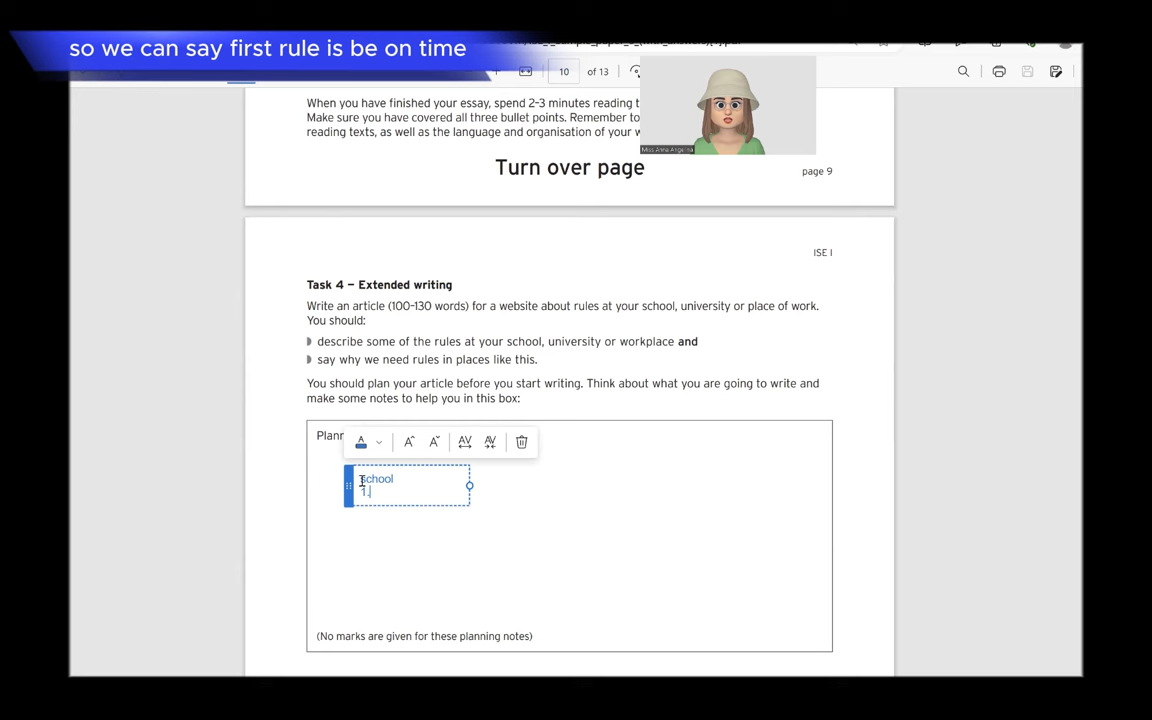 so we can say first rule is be on time
10 of 13
When you have finished your essay, spend 2–3 minutes reading
Make sure you have covered all three bullet points. Remember to
reading texts, as well as the language and organisation of your
Miss Anne Angelisa
Turn over page
page 9
ISE I
Task 4 – Extended writing
Write an article (100–130 words) for a website about rules at your school, university or place of work.
You should:
describe some of the rules at your school, university or workplace and
say why we need rules in places like this.
You should plan your article before you start writing. Think about what you are going to write and
make some notes to help you in this box:
Plann
A A A AV AV
school
1.
(No marks are given for these planning notes)